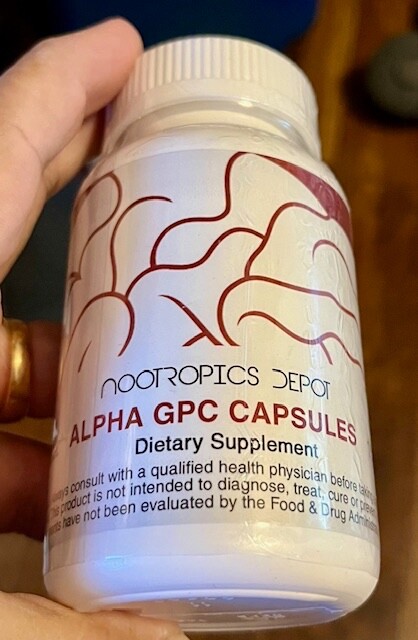 NOOTROPICS DEPOT
ALPHA GPC CAPSULES
Dietary Supplement
consult with a qualified health physician before
This product is not intended to diagnose, treat, cure or
have not been evaluated by the Food & Drug